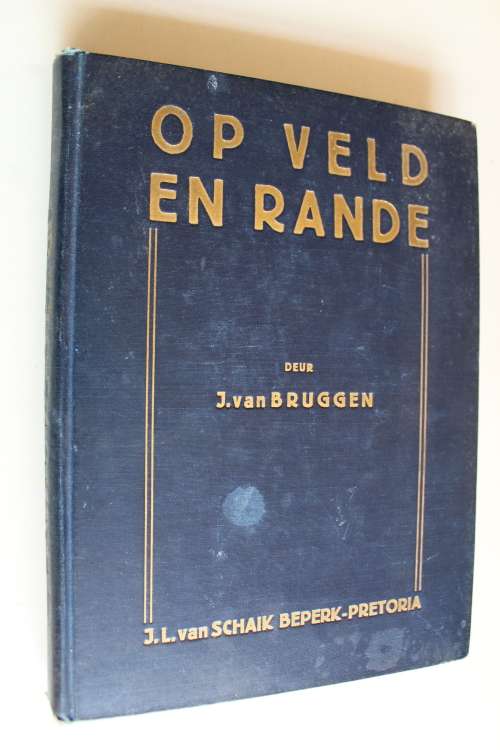 OP VELD
EN RANDE
DEUR
J. van BRUGGEN
J. L. van SCHAIK BEPERK-PRETORIA